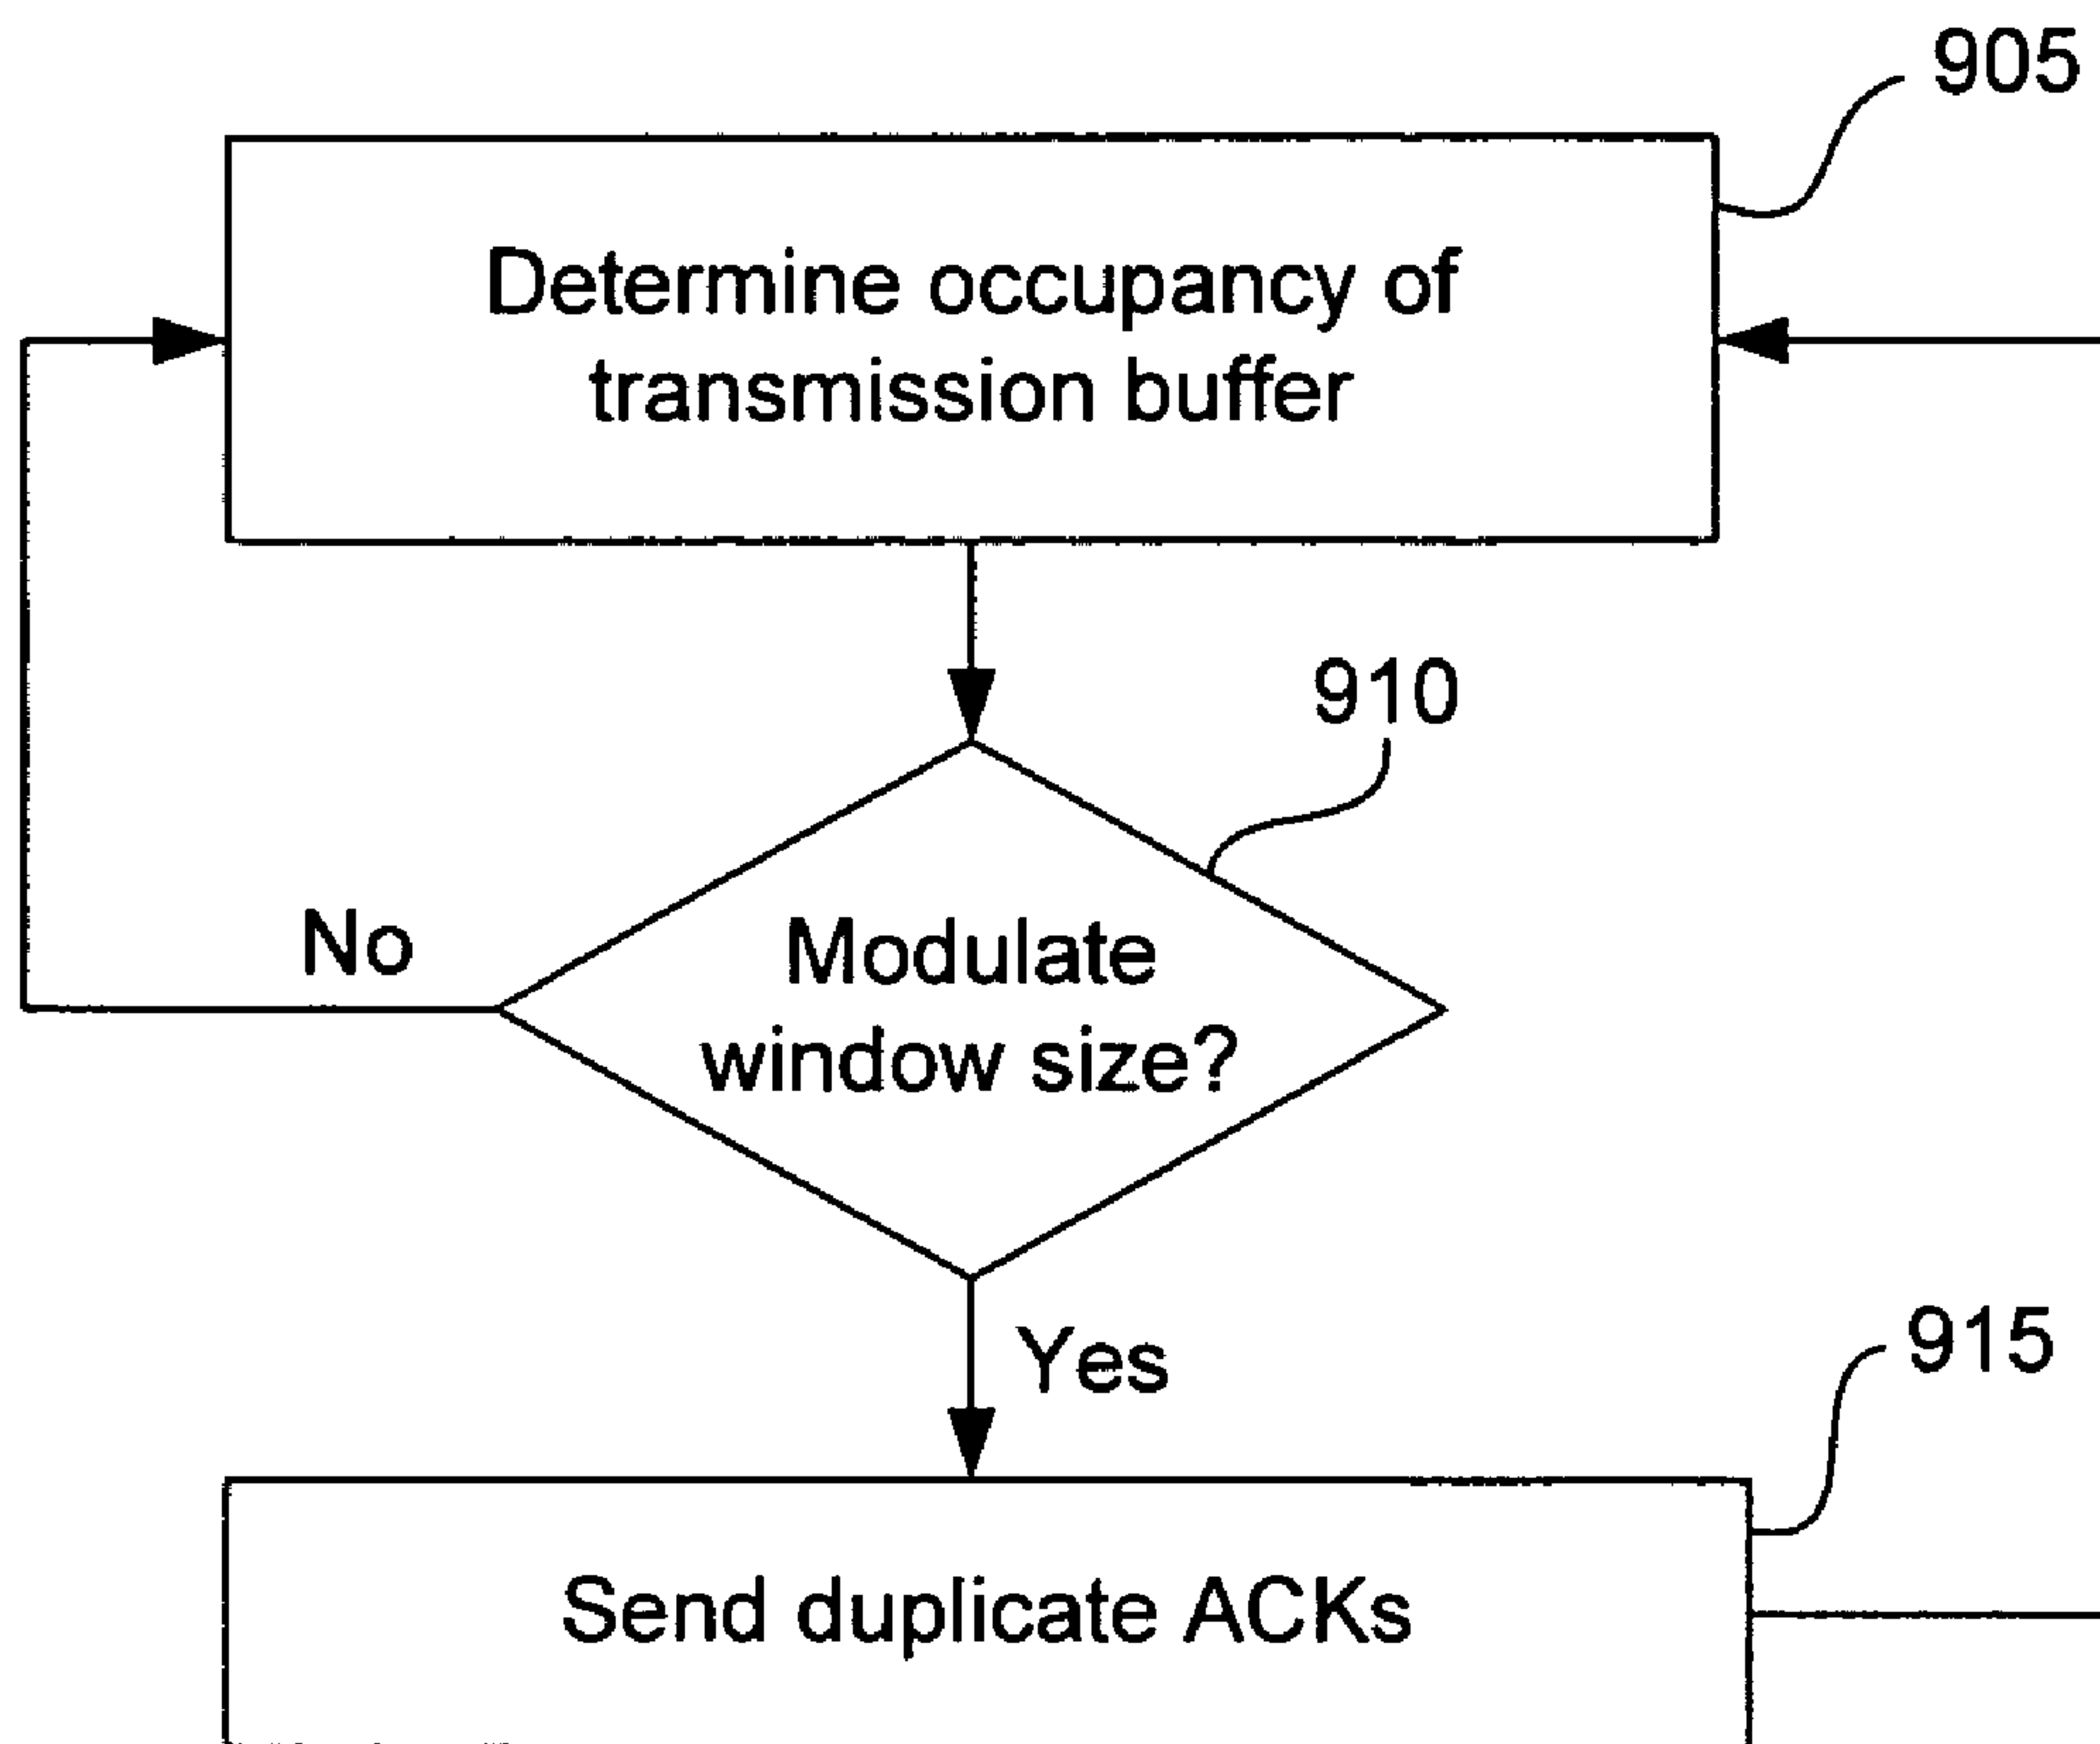 905
Determine occupancy of
transmission buffer
910
No
Modulate
window size?
Yes
915
Send duplicate ACKs